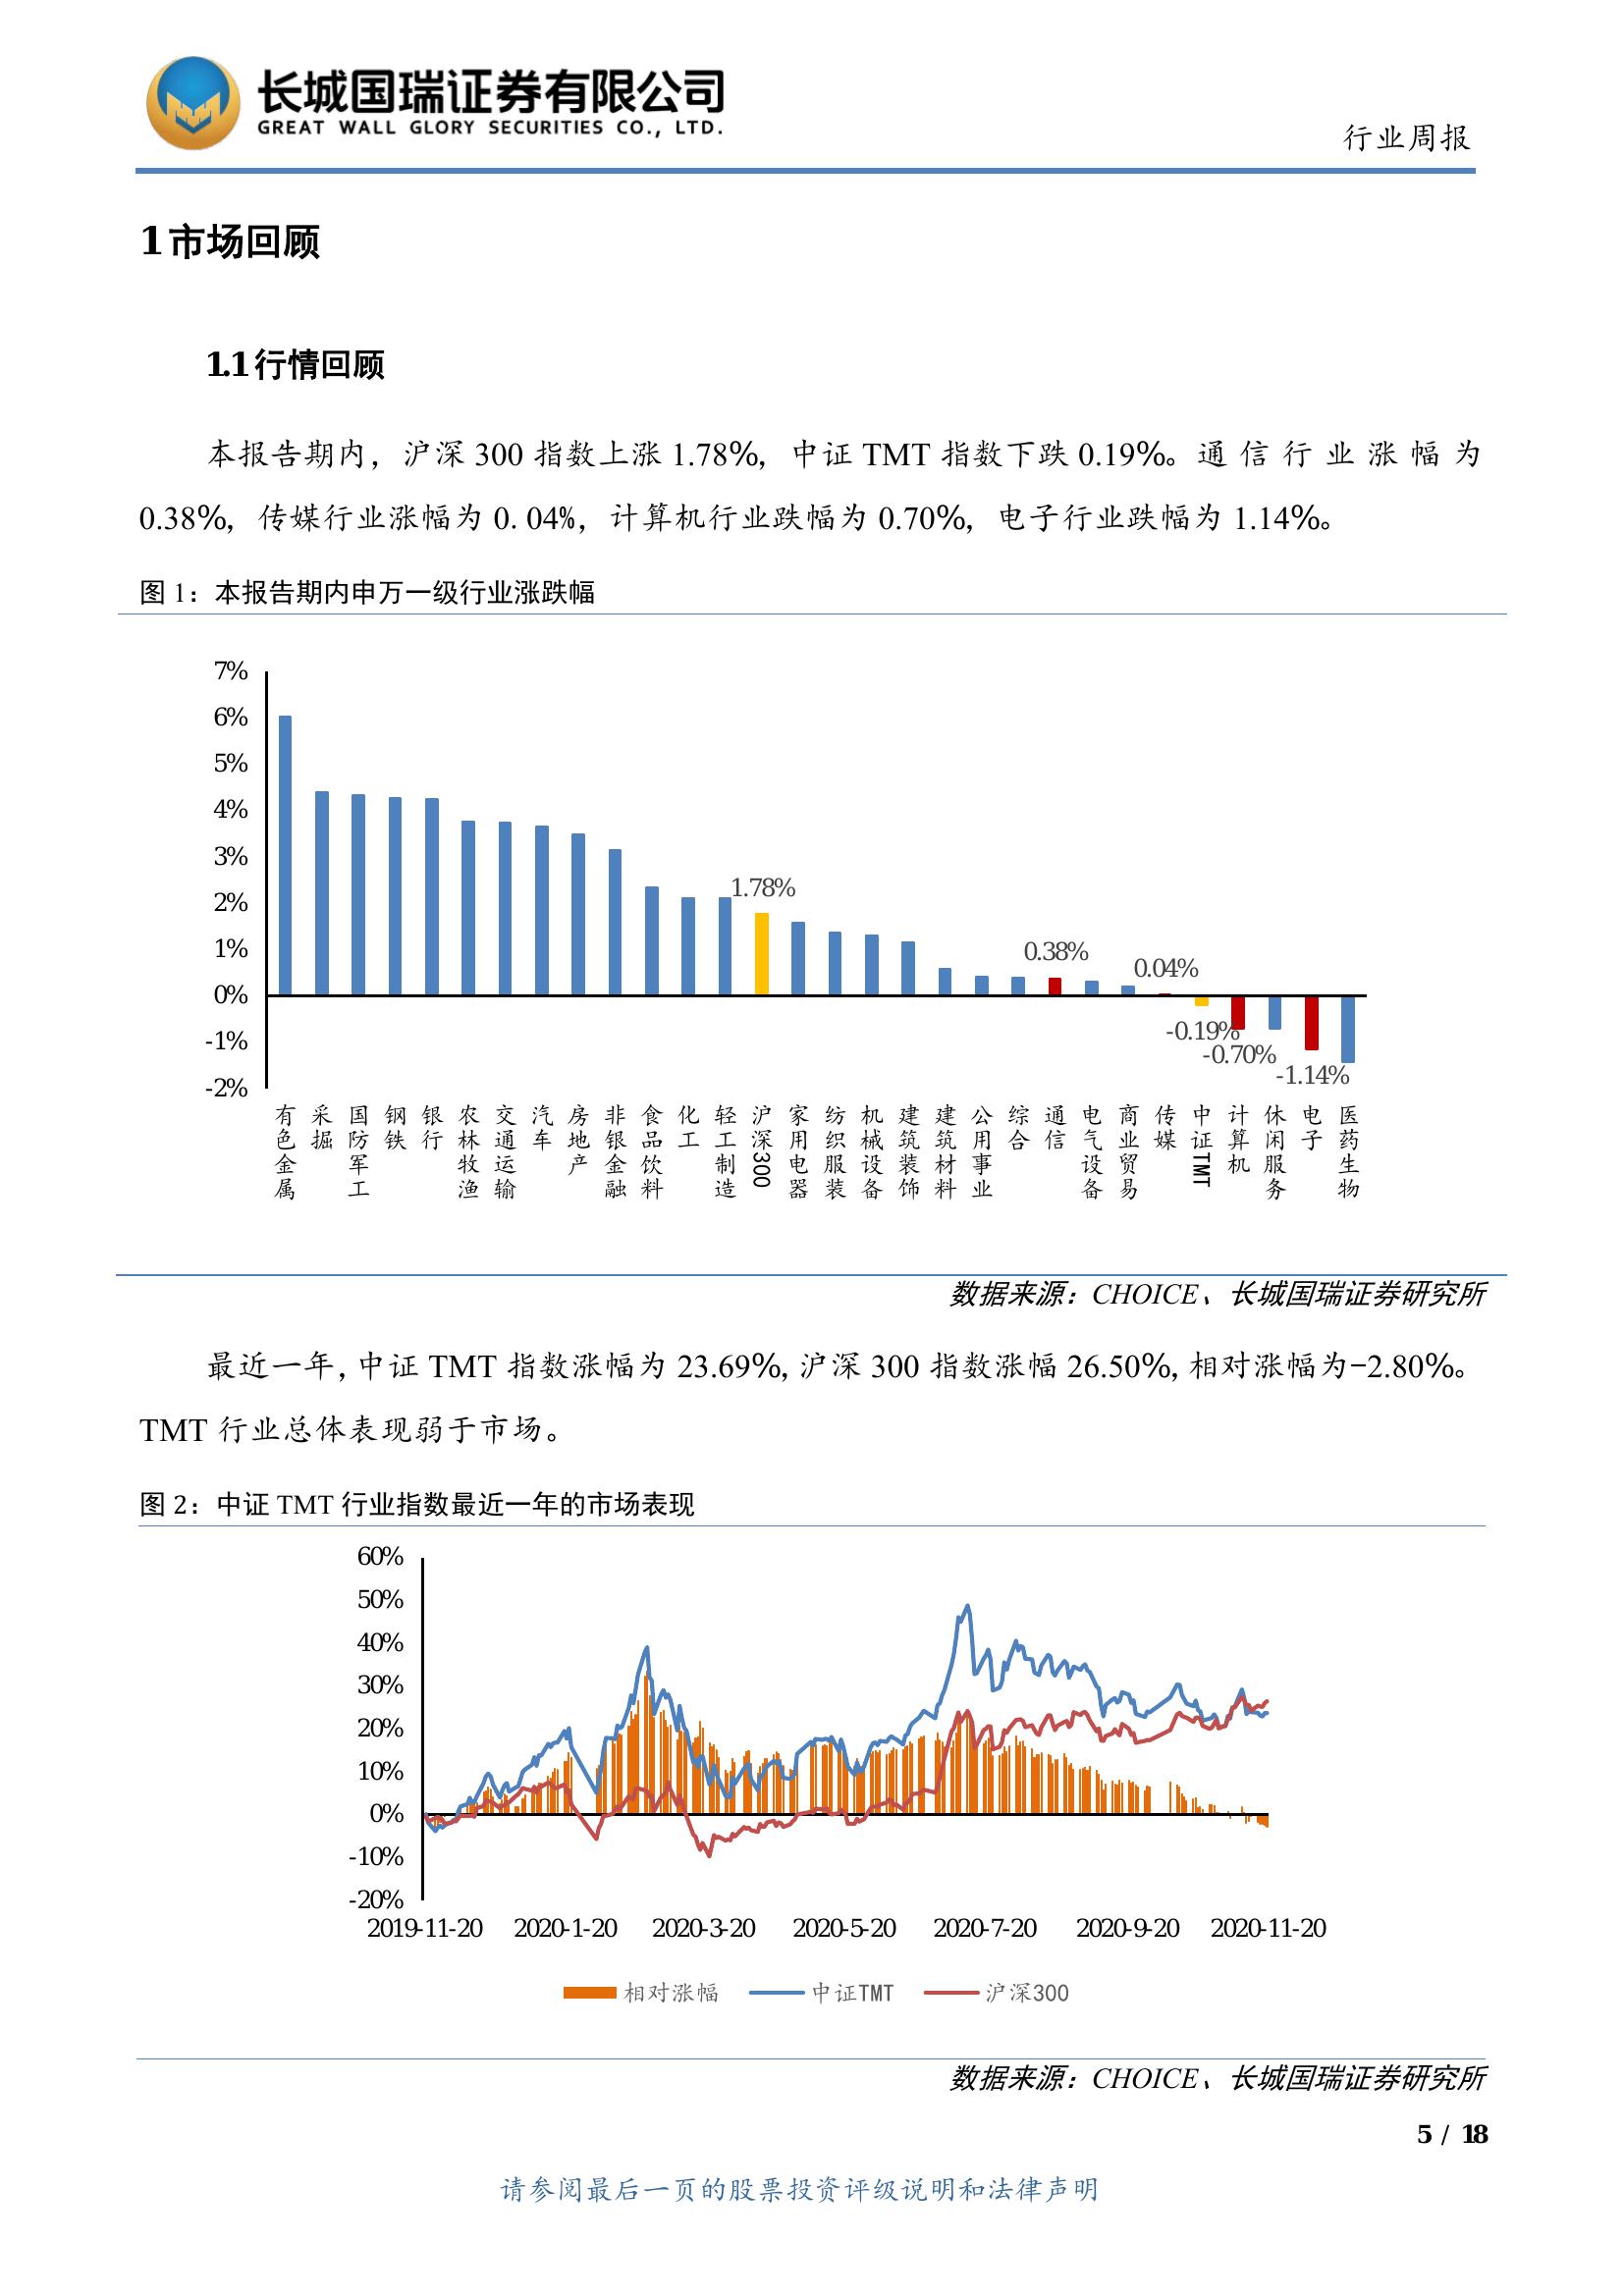 长城国瑞证券有限公司
GREAT WALL GLORY SECURITIES CO., LTD.
行业周报
1 市场回顾
1.1 行情回顾
本报告期内，沪深 300 指数上涨 1.78%，中证 TMT 指数下跌 0.19%。通信行业涨幅为
0.38%，传媒行业涨幅为 0.04%，计算机行业跌幅为 0.70%，电子行业跌幅为 1.14%。
图 1：本报告期内申万一级行业涨跌幅
7%
6%
5%
4%
3%
2%
1%
0%
-1%
-2%
1.78%
0.38%
0.04%
-0.19%
-0.70%
-1.14%
有色金属
采掘
国防军工
钢铁
银行
农林牧渔
交通运输
汽车
房地产
非银金融
食品饮料
化工
轻工制造
沪深300
家用电器
纺织服装
机械设备
建筑装饰
建筑材料
公用事业
综合
通信
电气设备
商业贸易
传媒
中证TMT
计算机
休闲服务
电子
医药生物
数据来源：CHOICE、长城国瑞证券研究所
最近一年，中证 TMT 指数涨幅为 23.69%，沪深 300 指数涨幅 26.50%，相对涨幅为-2.80%。
TMT 行业总体表现弱于市场。
图 2：中证 TMT 行业指数最近一年的市场表现
60%
50%
40%
30%
20%
10%
0%
-10%
-20%
2019-11-20 2020-1-20 2020-3-20 2020-5-20 2020-7-20 2020-9-20 2020-11-20
相对涨幅 中证TMT 沪深300
数据来源：CHOICE、长城国瑞证券研究所
5 / 18
请参阅最后一页的股票投资评级说明和法律声明